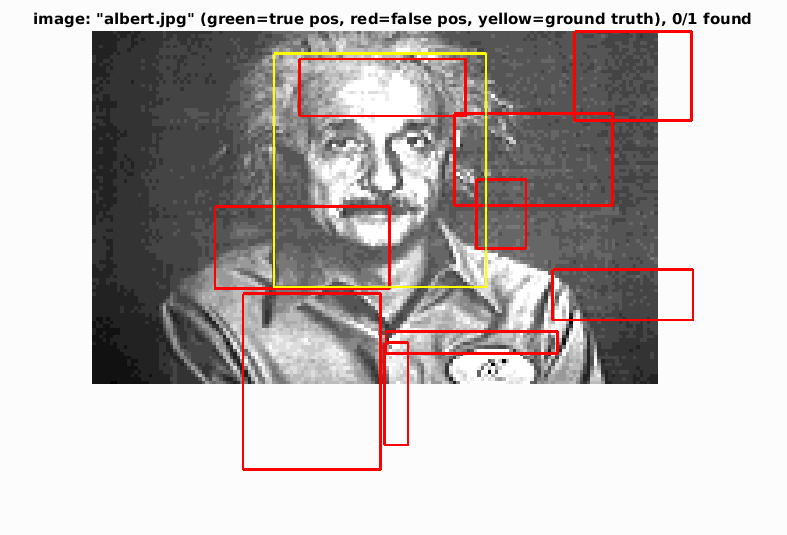 image: "albert.jpg" (green=true pos, red=false pos, yellow=ground truth), 0/1 found